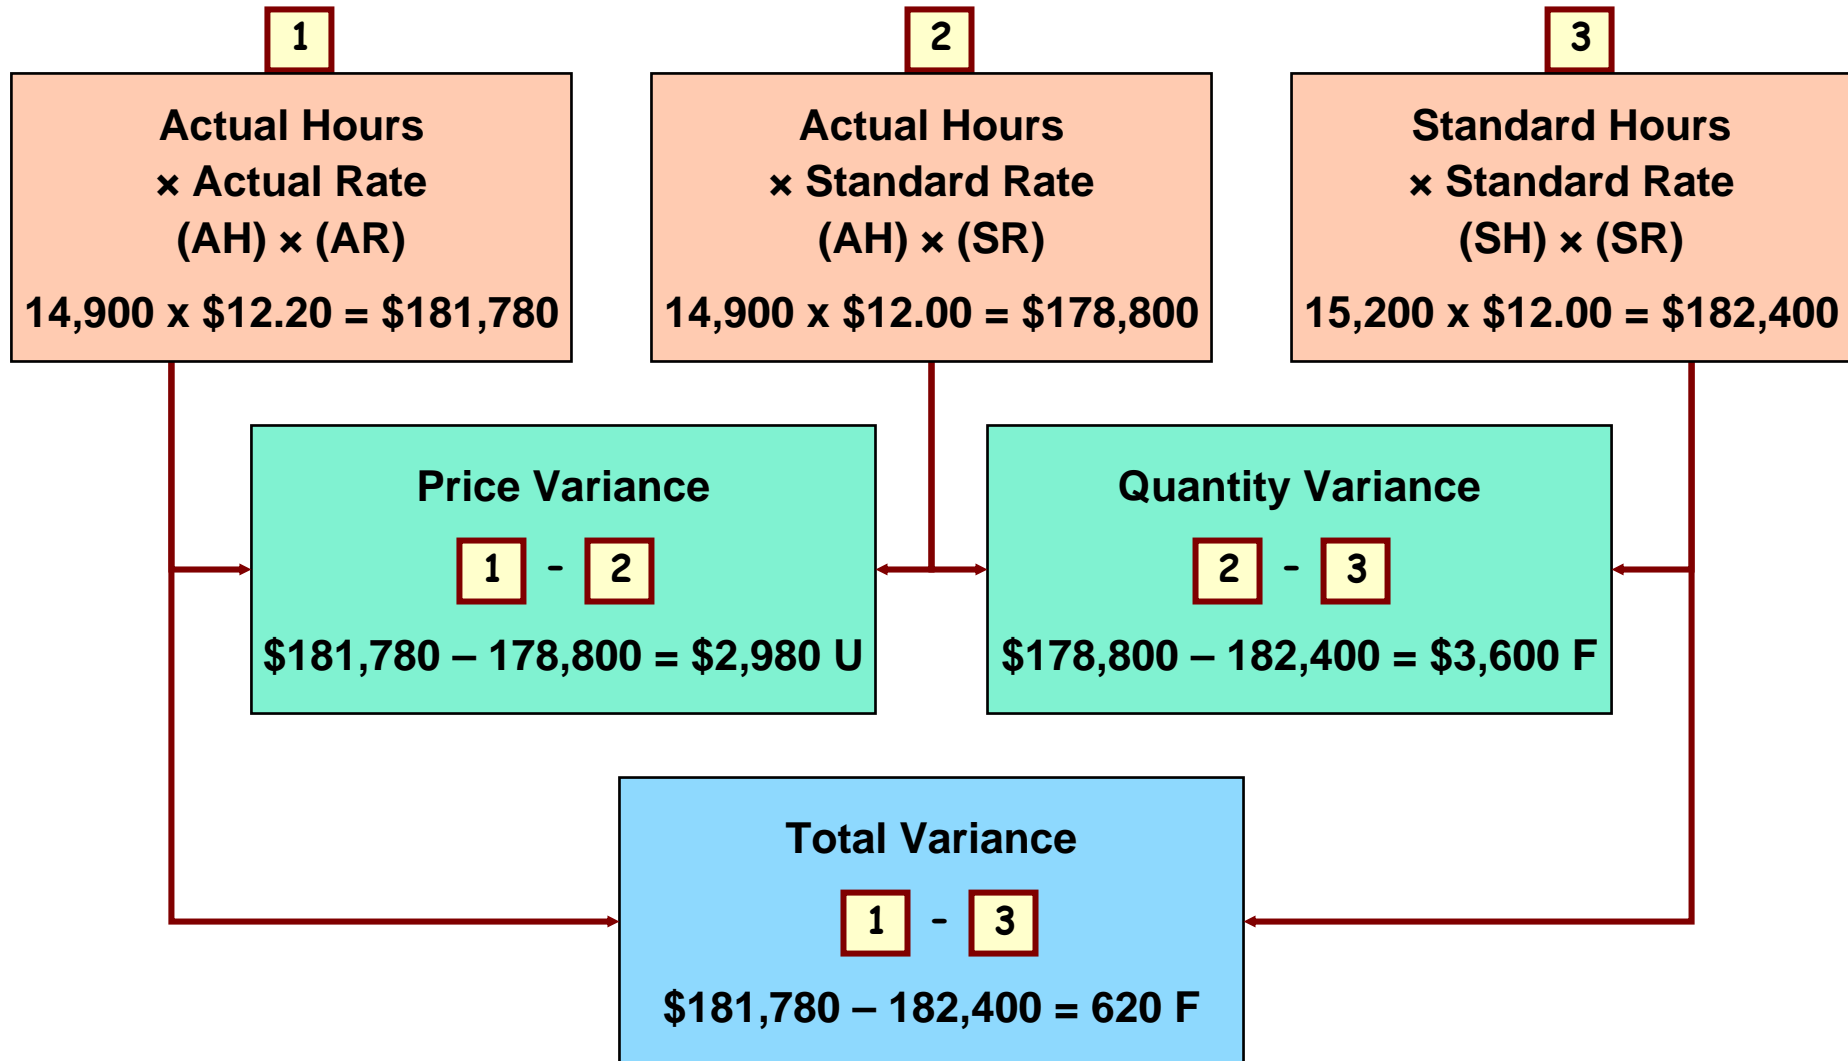 1
Actual Hours
× Actual Rate
(AH) × (AR)
14,900 x $12.20 = $181,780
2
Actual Hours
× Standard Rate
(AH) × (SR)
14,900 x $12.00 = $178,800
3
Standard Hours
× Standard Rate
(SH) × (SR)
15,200 x $12.00 = $182,400
Price Variance
1 - 2
$181,780 – 178,800 = $2,980 U
Quantity Variance
2 - 3
$178,800 – 182,400 = $3,600 F
Total Variance
1 - 3
$181,780 – 182,400 = 620 F